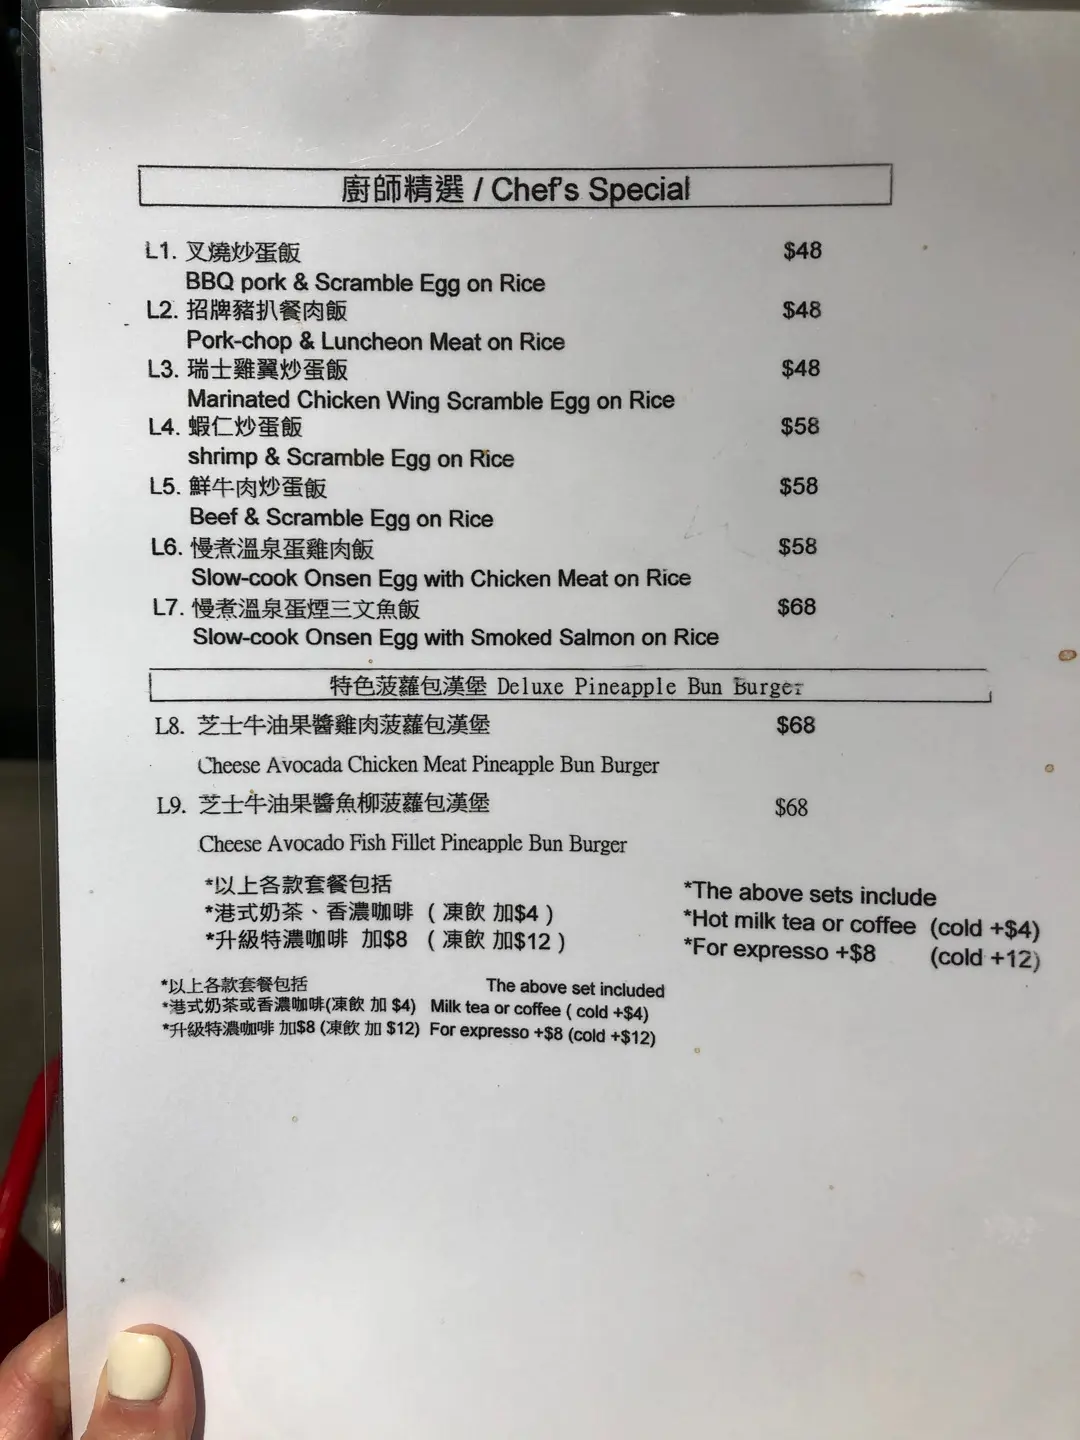 廚師精選 / Chef's Special
L1. 叉燒炒蛋飯 $48
BBQ pork & Scramble Egg on Rice
L2. 招牌豬扒餐肉飯 $48
Pork-chop & Luncheon Meat on Rice
L3. 瑞士雞翼炒蛋飯 $48
Marinated Chicken Wing Scramble Egg on Rice
L4. 蝦仁炒蛋飯 $58
shrimp & Scramble Egg on Rice
L5. 鮮牛肉炒蛋飯 $58
Beef & Scramble Egg on Rice
L6. 慢煮溫泉蛋雞肉飯 $58
Slow-cook Onsen Egg with Chicken Meat on Rice
L7. 慢煮溫泉蛋煙三文魚飯 $68
Slow-cook Onsen Egg with Smoked Salmon on Rice
特色菠蘿包漢堡 Deluxe Pineapple Bun Burger
L8. 芝士牛油果醬雞肉菠蘿包漢堡 $68
Cheese Avocada Chicken Meat Pineapple Bun Burger
L9. 芝士牛油果醬魚柳菠蘿包漢堡 $68
Cheese Avocado Fish Fillet Pineapple Bun Burger
*以上各款套餐包括
*港式奶茶、香濃咖啡 ( 凍飲 加$4 )
*升級特濃咖啡 加$8 ( 凍飲 加$12 )
*The above sets include
*Hot milk tea or coffee (cold +$4)
*For expresso +$8 (cold +12)
*以上各款套餐包括 The above set included
*港式奶茶或香濃咖啡(凍飲 加 $4) Milk tea or coffee ( cold +$4)
*升級特濃咖啡 加$8 (凍飲 加 $12) For expresso +$8 (cold +$12)